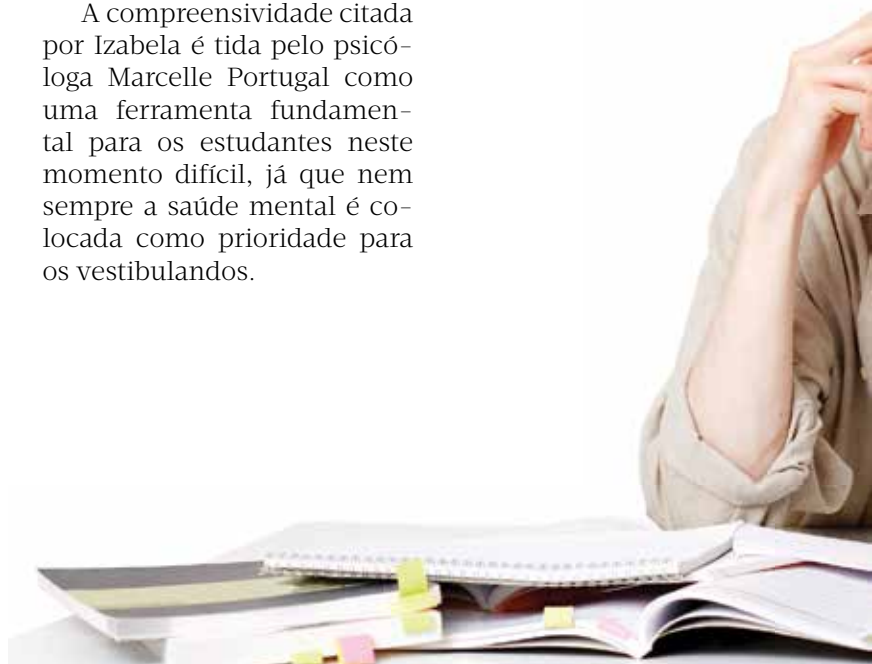 A compreensividade citada
por Izabela é tida pelo psicó-
loga Marcelle Portugal como
uma ferramenta fundamen-
tal para os estudantes neste
momento difícil, já que nem
sempre a saúde mental é co-
locada como prioridade para
os vestibulandos.